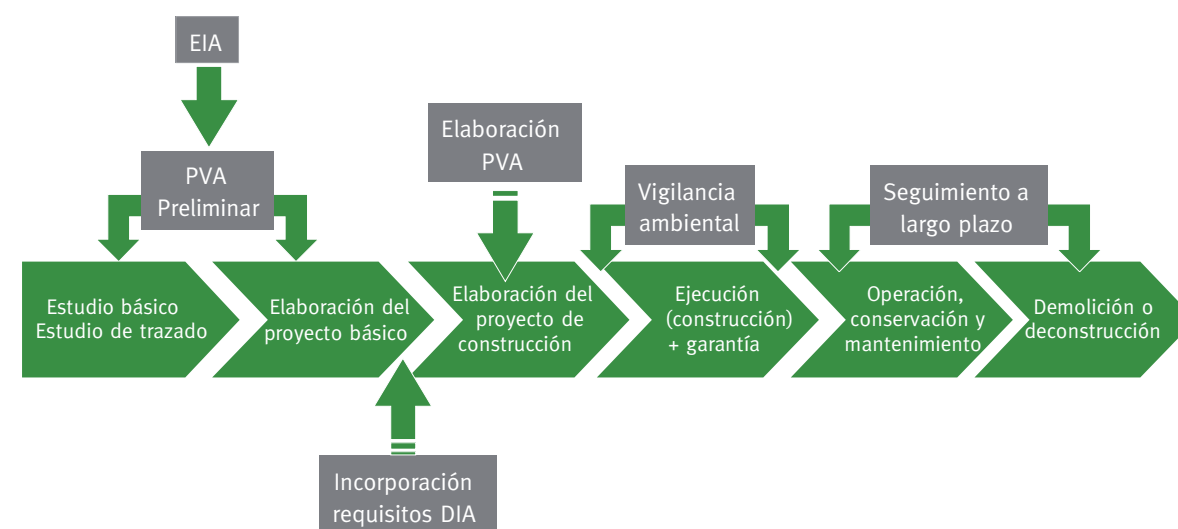 EIA
PVA
Preliminar
Elaboración
PVA
Vigilancia
ambiental
Seguimiento a
largo plazo
Estudio básico
Estudio de trazado
Elaboración del
proyecto básico
Elaboración del
proyecto de
construcción
Ejecución
(construcción)
+ garantía
Operación,
conservación y
mantenimiento
Demolición o
deconstrucción
Incorporación
requisitos DIA